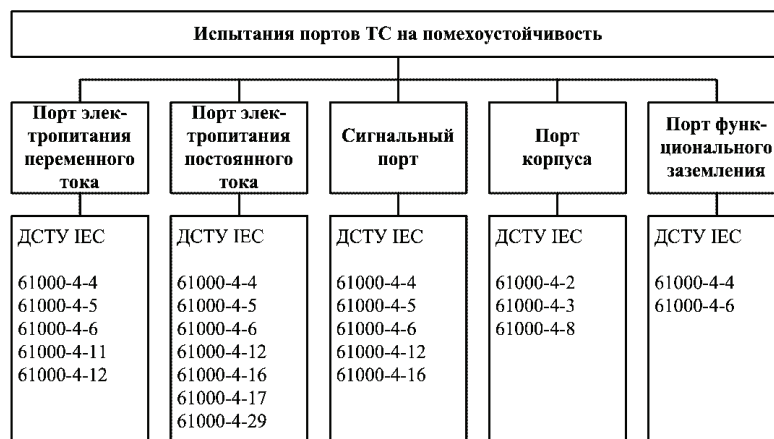 Испытания портов ТС на помехоустойчивость
Порт элек-
тропитания
переменного
тока
Порт элек-
тропитания
постоянного
тока
Сигнальный
порт
Порт
корпуса
Порт функ-
ционального
заземления
ДСТУ IEC
61000-4-4
61000-4-5
61000-4-6
61000-4-11
61000-4-12
ДСТУ IEC
61000-4-4
61000-4-5
61000-4-6
61000-4-12
61000-4-16
61000-4-17
61000-4-29
ДСТУ IEC
61000-4-4
61000-4-5
61000-4-6
61000-4-12
61000-4-16
ДСТУ IEC
61000-4-2
61000-4-3
61000-4-8
ДСТУ IEC
61000-4-4
61000-4-6